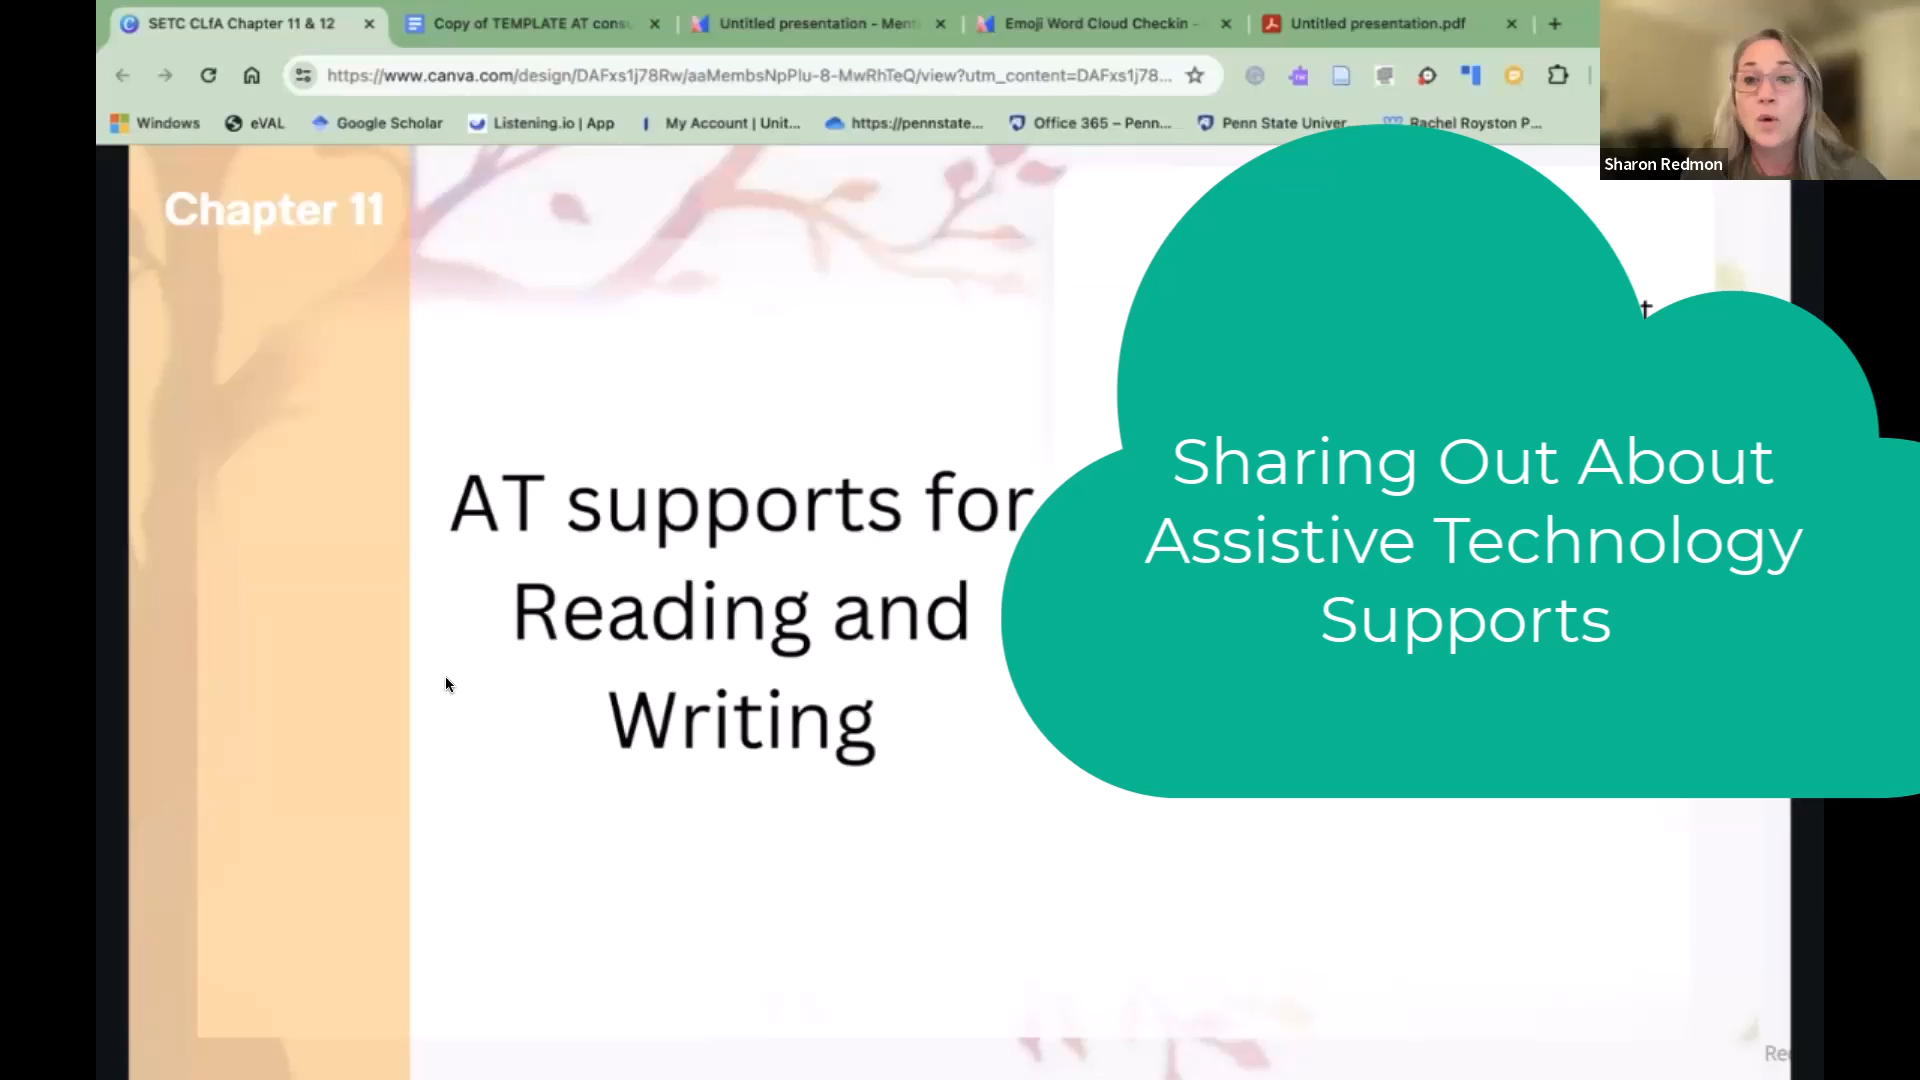 SETC CLfA Chapter 11 & 12
Copy of TEMPLATE AT cons
Untitled presentation - Ment
Emoji Word Cloud Checkin -
Untitled presentation.pdf
https://www.canva.com/design/DAFxs1j78Rw/aaMembsNpPlu-8-MwRhTeQ/view?utm_content=DAFxs1j78...
Windows
eVAL
Google Scholar
Listening.io | App
My Account | Unit...
https://pennstate...
Office 365 – Penn...
Penn State Univer
Rachel Royston P...
Sharon Redmon
Chapter 11
t
AT supports for
Reading and
Writing
Sharing Out About
Assistive Technology
Supports